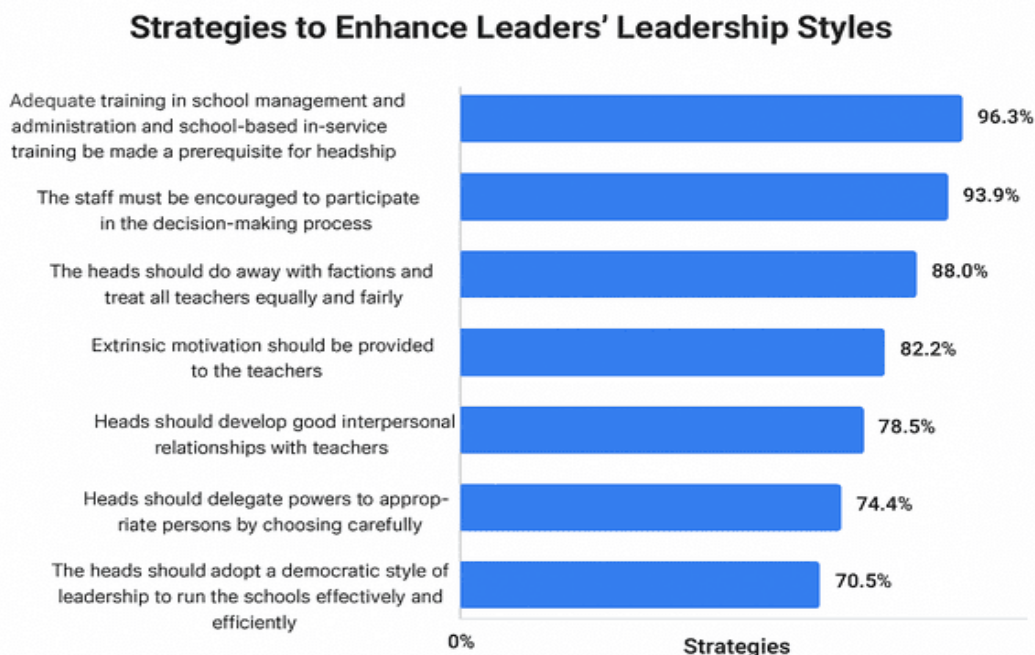 Strategies to Enhance Leaders’ Leadership Styles
Adequate training in school management and
administration and school-based in-service
training be made a prerequisite for headship
96.3%
The staff must be encouraged to participate
in the decision-making process
93.9%
The heads should do away with factions and
treat all teachers equally and fairly
88.0%
Extrinsic motivation should be provided
to the teachers
82.2%
Heads should develop good interpersonal
relationships with teachers
78.5%
Heads should delegate powers to approp-
riate persons by choosing carefully
74.4%
The heads should adopt a democratic style of
leadership to run the schools effectively and
efficiently
70.5%
0%
Strategies